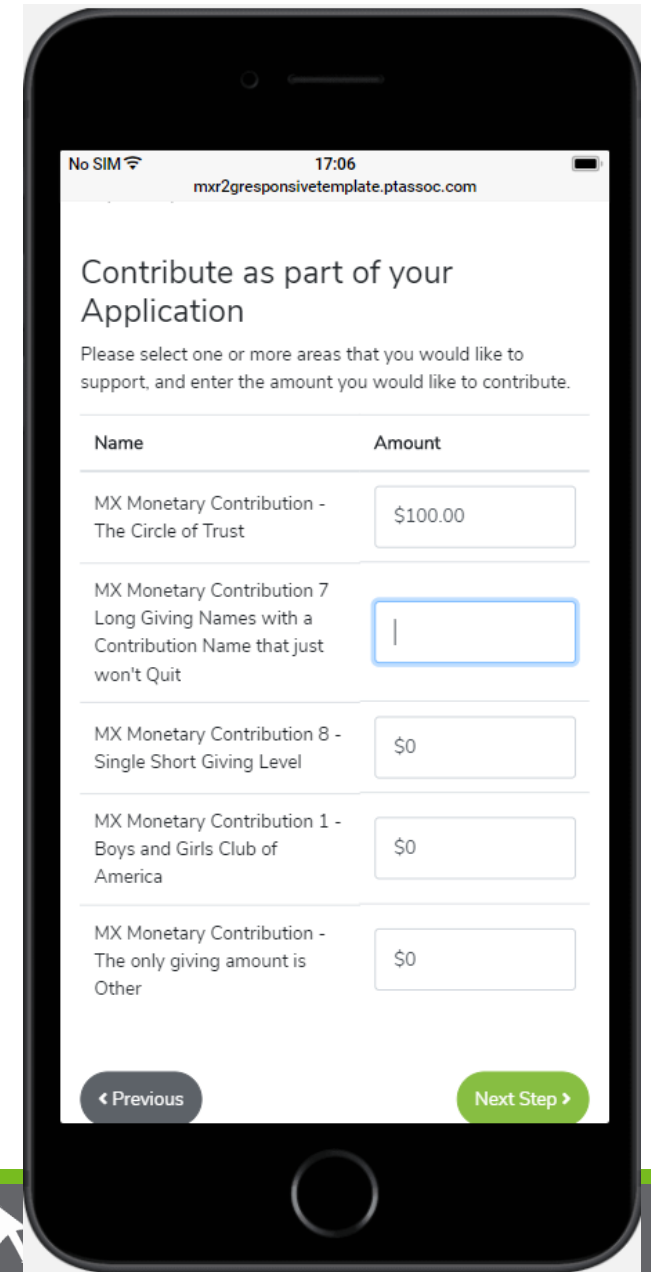 No SIM 17:06
mxr2gresponsivetemplate.ptassoc.com
Contribute as part of your
Application
Please select one or more areas that you would like to
support, and enter the amount you would like to contribute.
Name Amount
MX Monetary Contribution -
The Circle of Trust
$100.00
MX Monetary Contribution 7
Long Giving Names with a
Contribution Name that just
won't Quit
MX Monetary Contribution 8 -
Single Short Giving Level
$0
MX Monetary Contribution 1 -
Boys and Girls Club of
America
$0
MX Monetary Contribution -
The only giving amount is
Other
$0
Previous Next Step